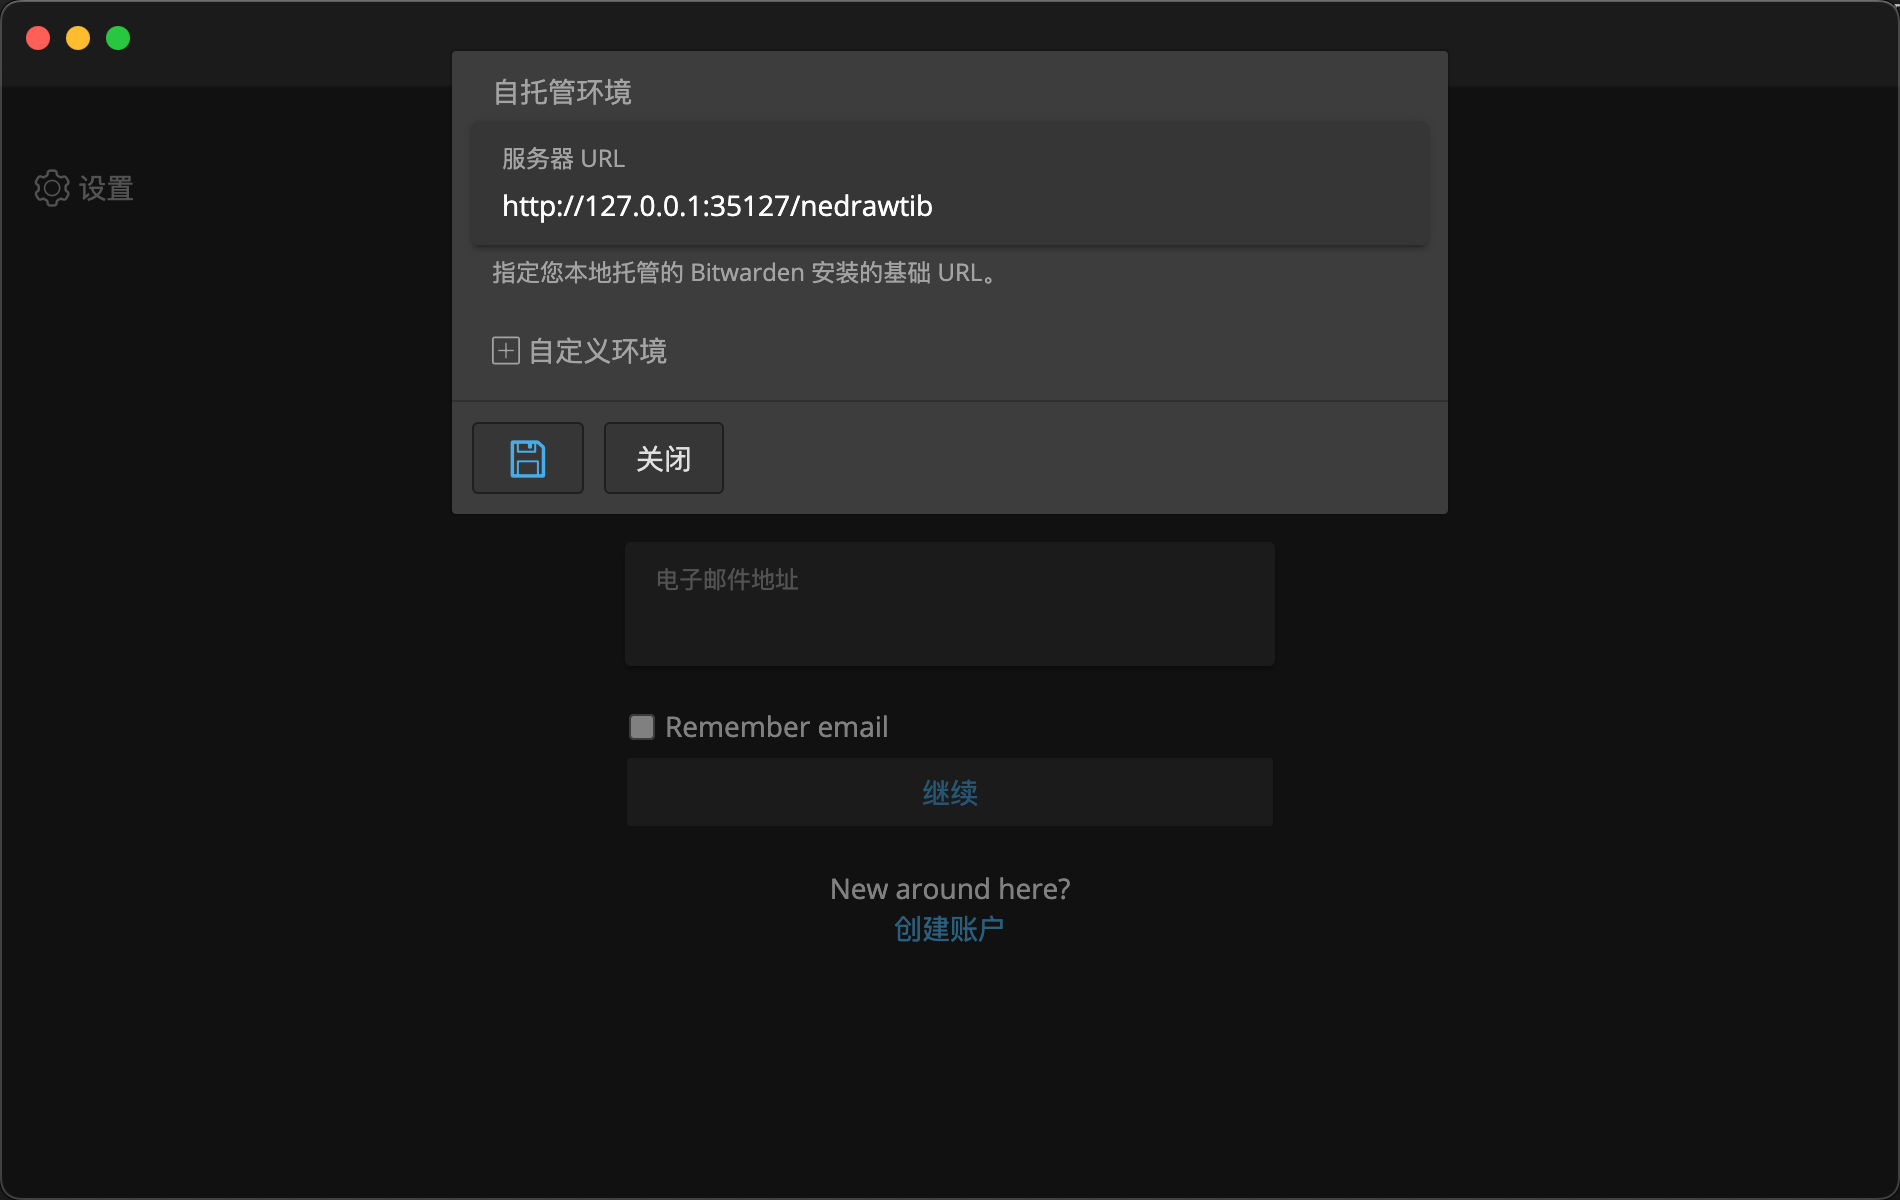 自托管环境
服务器 URL
http://127.0.0.1:35127/nedrawtib
指定您本地托管的 Bitwarden 安装的基础 URL。
自定义环境
关闭
设置
电子邮件地址
Remember email
继续
New around here?
创建账户